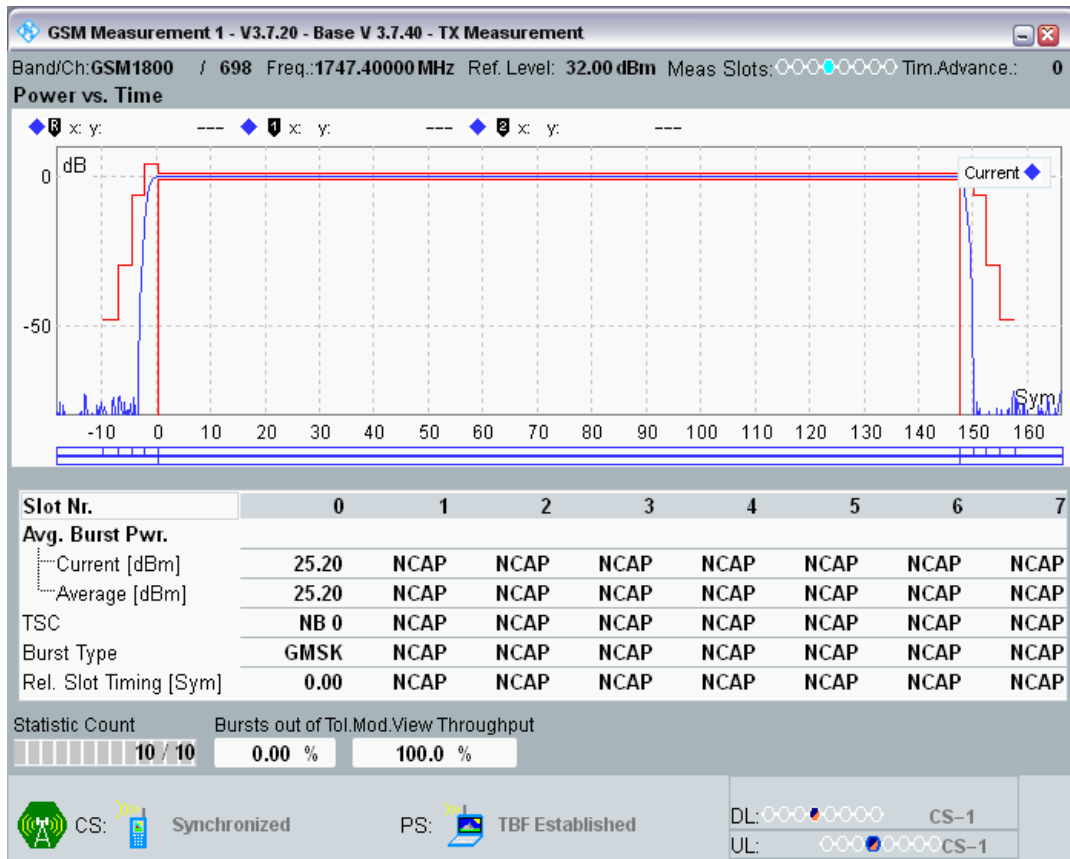 GSM Measurement 1 - V3.7.20 - Base V 3.7.40 - TX Measurement
Band/Ch:GSM1800 / 698 Freq.:1747.40000 MHz Ref. Level: 32.00 dBm Meas Slots: Tim.Advance.: 0
Power vs. Time
R x: y: --- 1 x: y: --- 2 x: y: ---
dB
Current
0
-50
Sym
-10 0 10 20 30 40 50 60 70 80 90 100 110 120 130 140 150 160
Slot Nr. 0 1 2 3 4 5 6 7
Avg. Burst Pwr.
Current [dBm] 25.20 NCAP NCAP NCAP NCAP NCAP NCAP NCAP
Average [dBm] 25.20 NCAP NCAP NCAP NCAP NCAP NCAP NCAP
TSC NB 0 NCAP NCAP NCAP NCAP NCAP NCAP NCAP
Burst Type GMSK NCAP NCAP NCAP NCAP NCAP NCAP NCAP
Rel. Slot Timing [Sym] 0.00 NCAP NCAP NCAP NCAP NCAP NCAP NCAP
Statistic Count Bursts out of Tol. Mod.View Throughput
10 / 10 0.00 % 100.0 %
CS: Synchronized PS: TBF Established DL: CS-1
UL: CS-1